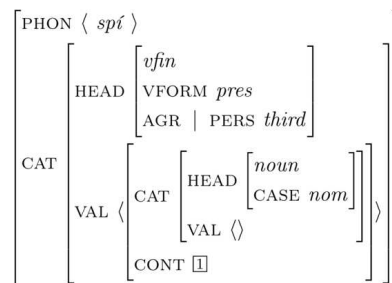 PHON ⟨ spí ⟩
vfin
HEAD VFORM pres
AGR | PERS third
CAT
HEAD noun
CAT CASE nom
VAL ⟨ ⟩
VAL ⟨⟩
CONT 1